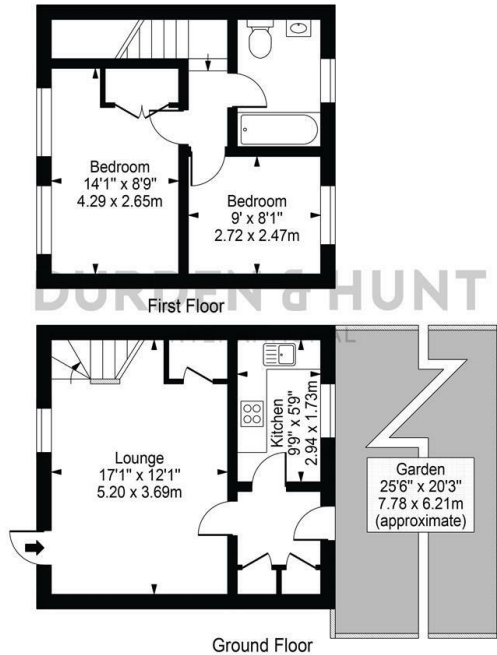 Bedroom
14'1" x 8'9"
4.29 x 2.65m
Bedroom
9' x 8'1"
2.72 x 2.47m
DURDEN & HUNT
First Floor
Kitchen
9'9" x 5'9"
2.94 x 1.73m
Lounge
17'1" x 12'1"
5.20 x 3.69m
Garden
25'6" x 20'3"
7.78 x 6.21m
(approximate)
Ground Floor